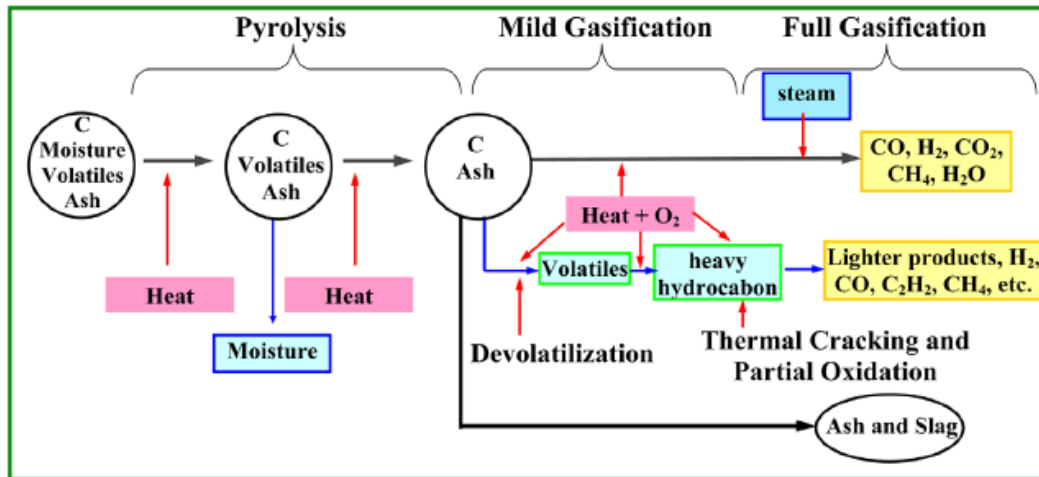 Pyrolysis
Mild Gasification
Full Gasification
steam
C
Moisture
Volatiles
Ash
C
Volatiles
Ash
C
Ash
CO, H₂, CO₂,
CH₄, H₂O
Heat + O₂
Heat
Heat
Volatiles
heavy
hydrocabon
Lighter products, H₂,
CO, C₂H₂, CH₄, etc.
Moisture
Devolatilization
Thermal Cracking and
Partial Oxidation
Ash and Slag